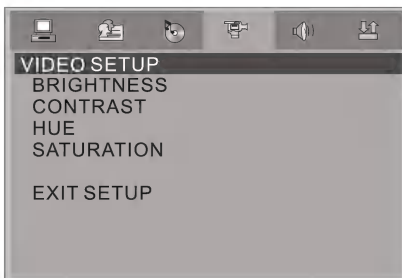 VIDEO SETUP
BRIGHTNESS
CONTRAST
HUE
SATURATION
EXIT SETUP